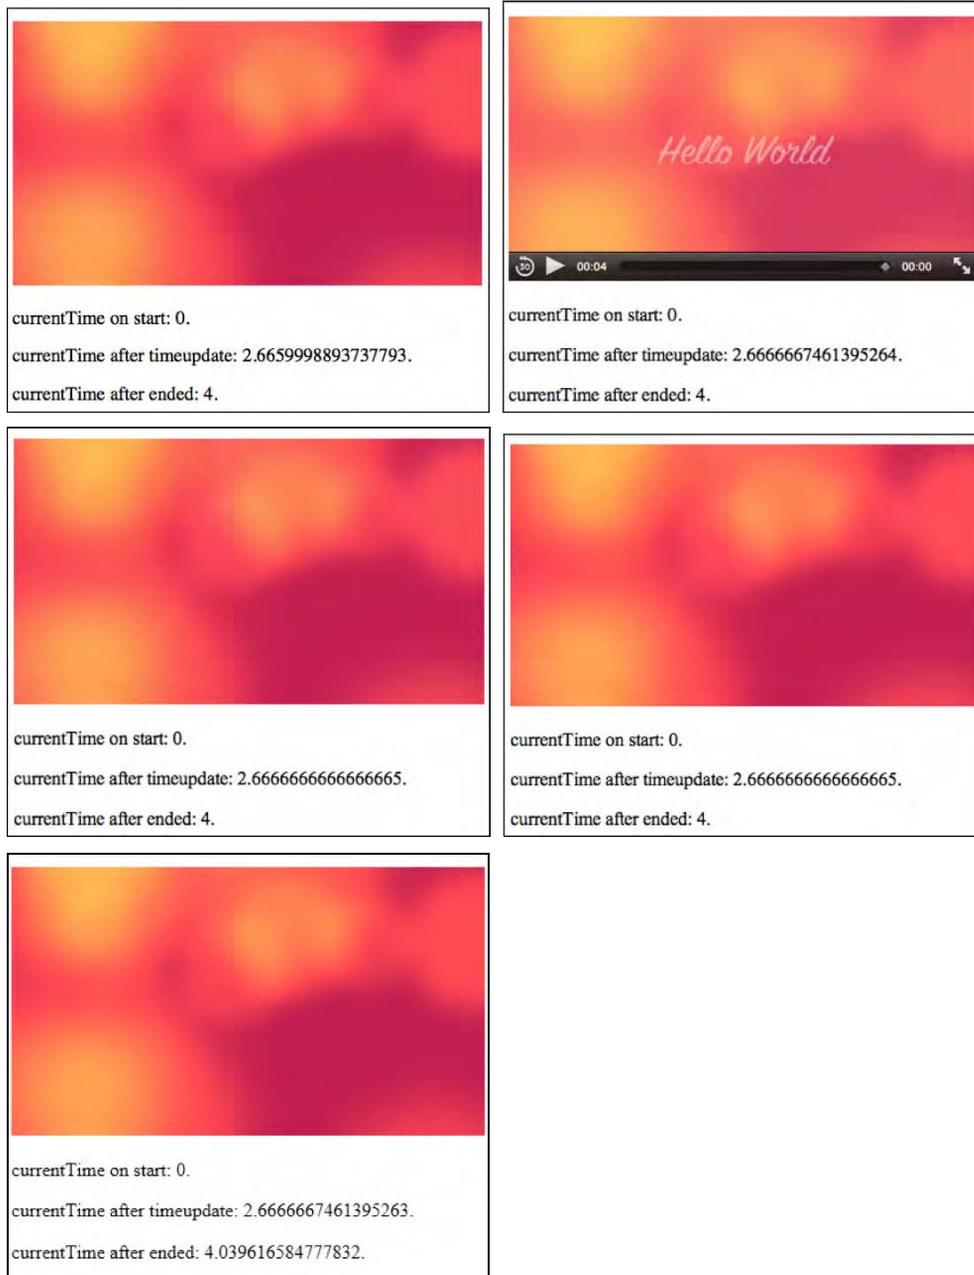 currentTime on start: 0.
currentTime after timeupdate: 2.6659998893737793.
currentTime after ended: 4.
Hello World
30 00:04 00:00
currentTime on start: 0.
currentTime after timeupdate: 2.6666667461395264.
currentTime after ended: 4.
currentTime on start: 0.
currentTime after timeupdate: 2.6666666666666665.
currentTime after ended: 4.
currentTime on start: 0.
currentTime after timeupdate: 2.6666666666666665.
currentTime after ended: 4.
currentTime on start: 0.
currentTime after timeupdate: 2.6666667461395263.
currentTime after ended: 4.039616584777832.